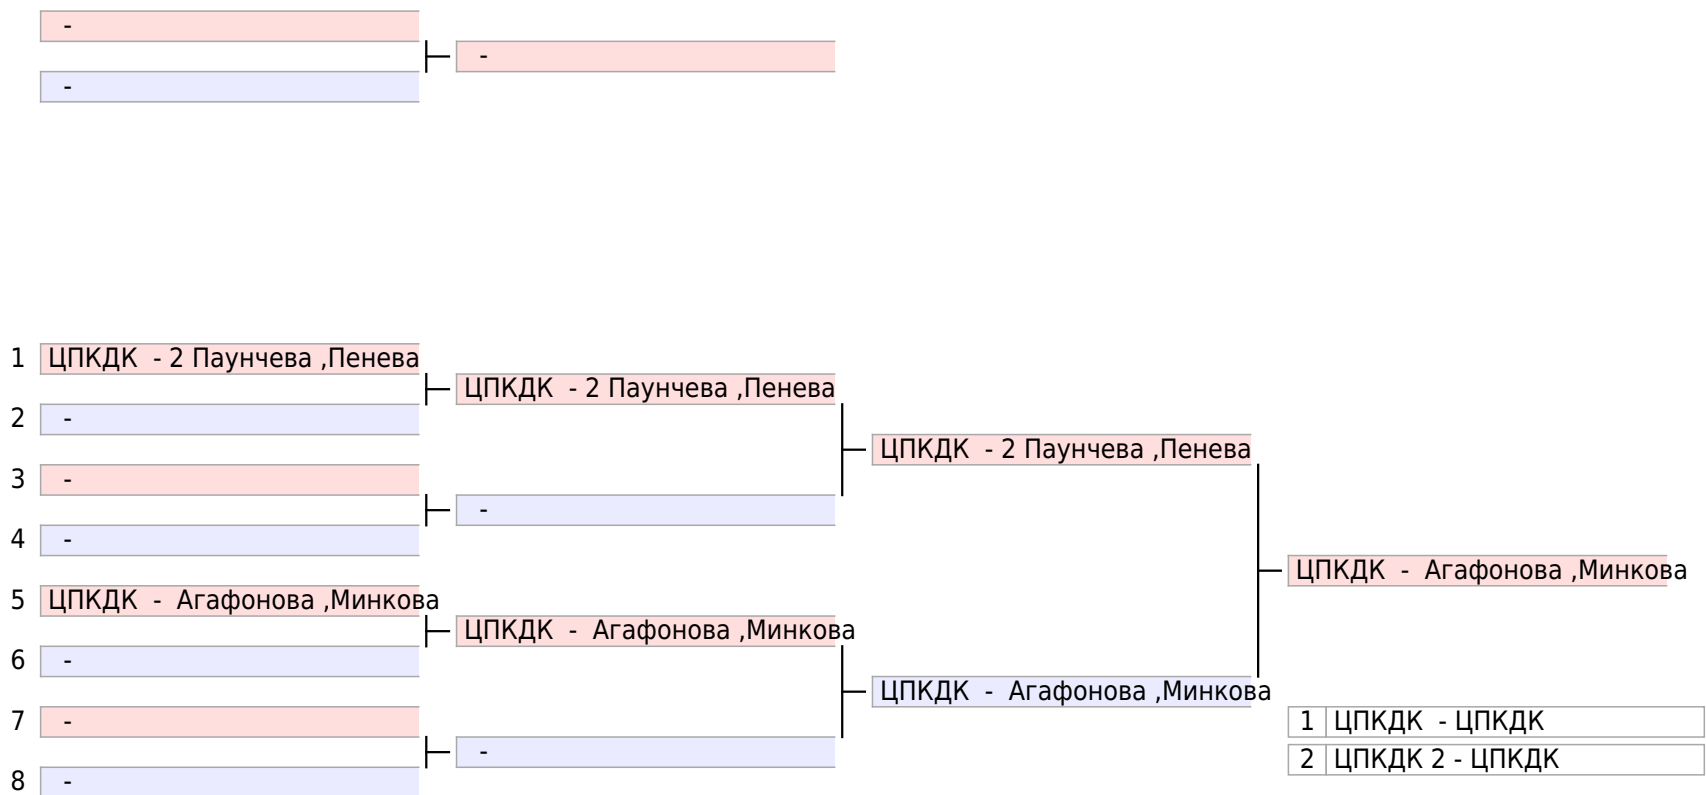 -
-
-
1 ЦПКДК - 2 Паунчева ,Пенева
ЦПКДК - 2 Паунчева ,Пенева
2 -
ЦПКДК - 2 Паунчева ,Пенева
3 -
-
4 -
ЦПКДК - Агафонова ,Минкова
5 ЦПКДК - Агафонова ,Минкова
ЦПКДК - Агафонова ,Минкова
6 -
ЦПКДК - Агафонова ,Минкова
7 -
1 ЦПКДК - ЦПКДК
-
2 ЦПКДК 2 - ЦПКДК
8 -